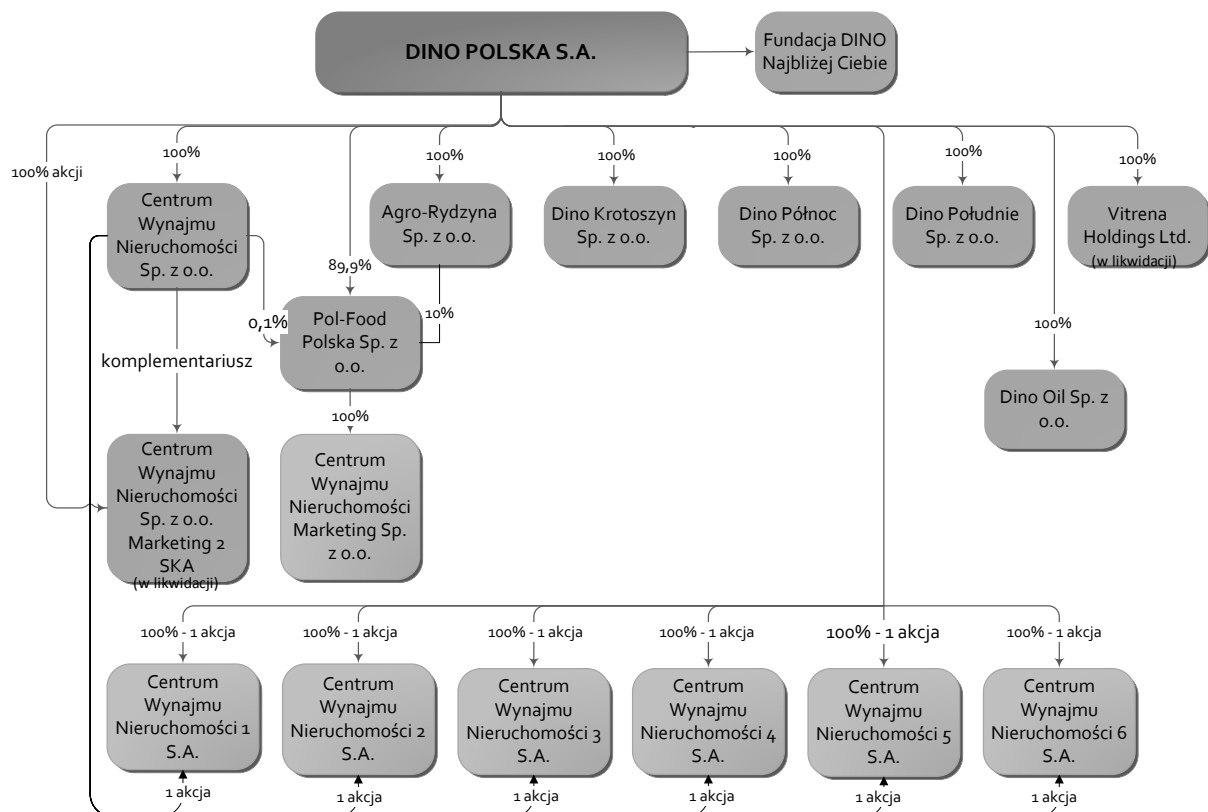 DINO POLSKA S.A.
Fundacja DINO
Najbliżej Ciebie
100% akcji
100%
89,9%
100%
100%
100%
100%
100%
100%
Centrum
Wynajmu
Nieruchomości
Sp. z o.o.
Agro-Rydzyna
Sp. z o.o.
Dino Krotoszyn
Sp. z o.o.
Dino Północ
Sp. z o.o.
Dino Południe
Sp. z o.o.
Vitrena
Holdings Ltd.
(w likwidacji)
0,1%
10%
Pol-Food
Polska Sp. z
o.o.
komplementariusz
100%
Dino Oil Sp. z
o.o.
Centrum
Wynajmu
Nieruchomości
Sp. z o.o.
Marketing 2
SKA
(w likwidacji)
Centrum
Wynajmu
Nieruchomości
Marketing Sp.
z o.o.
100% - 1 akcja
100% - 1 akcja
100% - 1 akcja
100% - 1 akcja
100% - 1 akcja
100% - 1 akcja
Centrum
Wynajmu
Nieruchomości 1
S.A.
Centrum
Wynajmu
Nieruchomości 2
S.A.
Centrum
Wynajmu
Nieruchomości 3
S.A.
Centrum
Wynajmu
Nieruchomości 4
S.A.
Centrum
Wynajmu
Nieruchomości 5
S.A.
Centrum
Wynajmu
Nieruchomości 6
S.A.
1 akcja
1 akcja
1 akcja
1 akcja
1 akcja
1 akcja